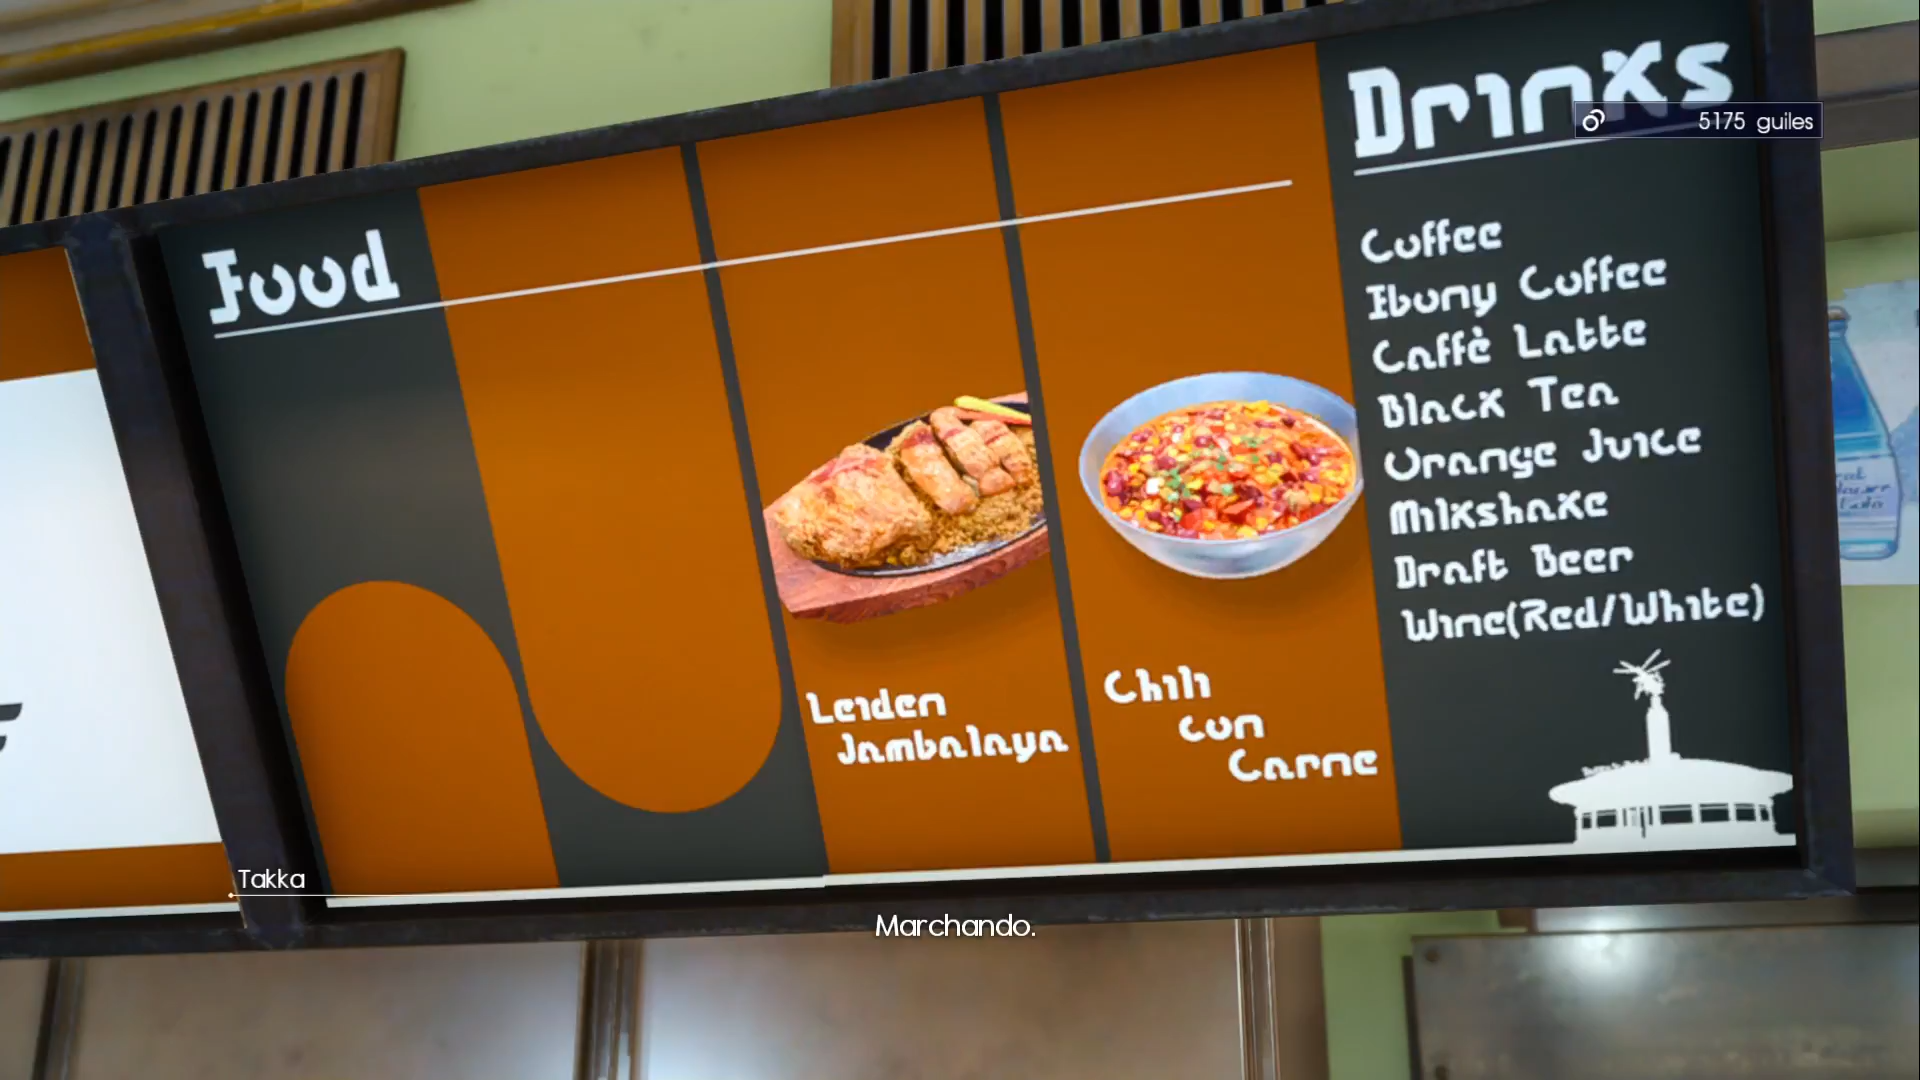 Drinks
5175 guiles
Food
Coffee
Ebony Coffee
Caffè Latte
Black Tea
Orange Juice
Milkshake
Draft Beer
Wine(Red/White)
Leiden
Jambalaya
Chili
con
Carne
Takka
Marchando.